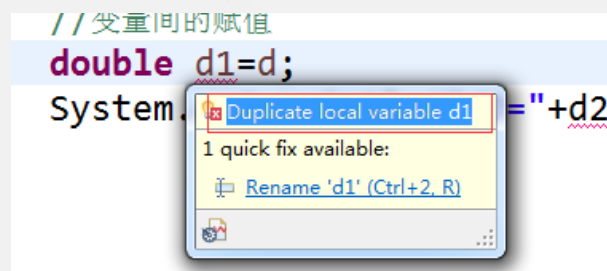 //变量间的赋值
double d1=d;
System. ="+d2
Duplicate local variable d1
1 quick fix available:
Rename 'd1' (Ctrl+2, R)